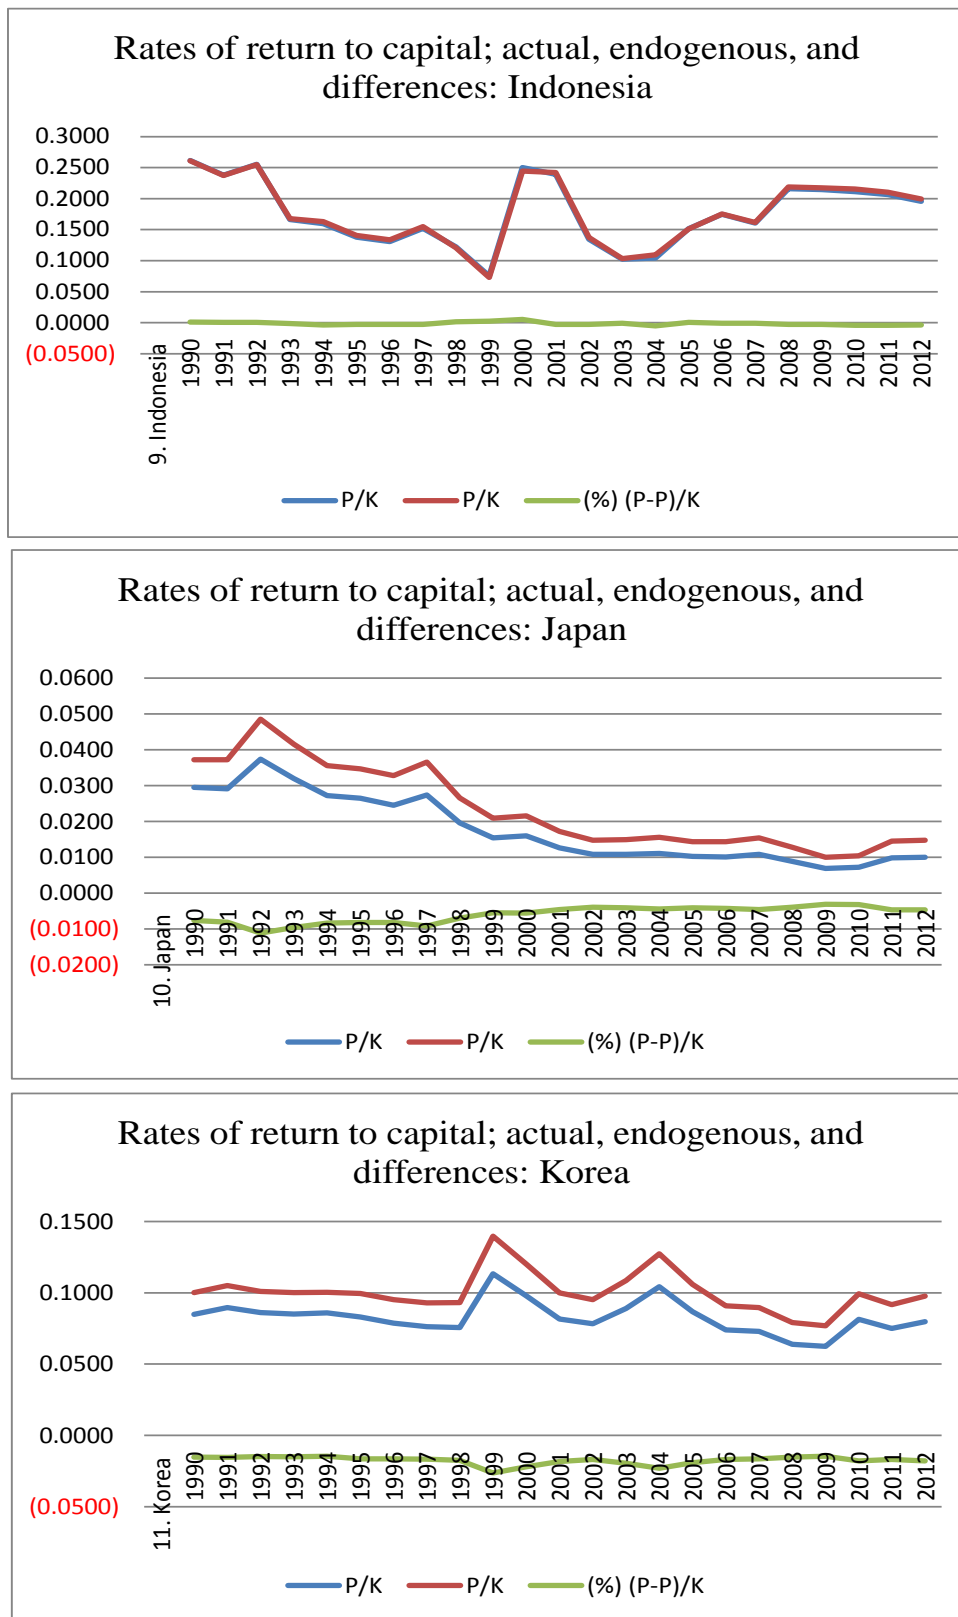 Rates of return to capital; actual, endogenous, and
differences: Indonesia
0.3000
0.2500
0.2000
0.1500
0.1000
0.0500
0.0000
(0.0500)
9. Indonesia 1990 1991 1992 1993 1994 1995 1996 1997 1998 1999 2000 2001 2002 2003 2004 2005 2006 2007 2008 2009 2010 2011 2012
P/K P/K (%) (P-P)/K
Rates of return to capital; actual, endogenous, and
differences: Japan
0.0600
0.0500
0.0400
0.0300
0.0200
0.0100
0.0000
(0.0100)
(0.0200)
10. Japan 1990 1991 1992 1993 1994 1995 1996 1997 1998 1999 2000 2001 2002 2003 2004 2005 2006 2007 2008 2009 2010 2011 2012
P/K P/K (%) (P-P)/K
Rates of return to capital; actual, endogenous, and
differences: Korea
0.1500
0.1000
0.0500
0.0000
(0.0500)
11. Korea 1990 1991 1992 1993 1994 1995 1996 1997 1998 1999 2000 2001 2002 2003 2004 2005 2006 2007 2008 2009 2010 2011 2012
P/K P/K (%) (P-P)/K